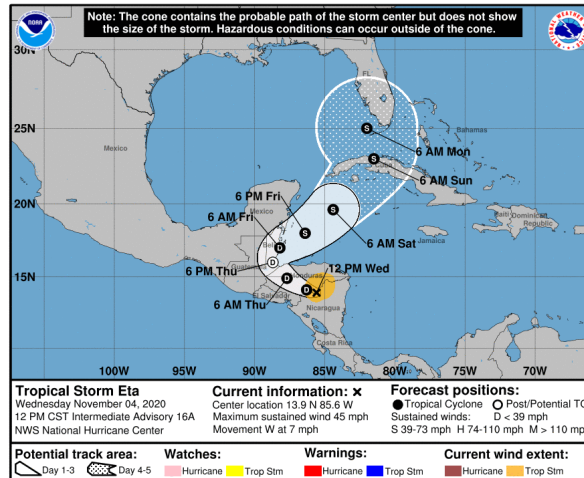 Note: The cone contains the probable path of the storm center but does not show
the size of the storm. Hazardous conditions can occur outside of the cone.
NOAA
30N
25N
20N
15N
FL
Mexico
Bahamas
Cuba
6 AM Mon
6 AM Sun
6 PM Fri
6 AM Fri
Mexico
Haiti
Dominican
Republic
Jamaica
6 AM Sat
Belize
6 PM Thu
Guatemala
Honduras
12 PM Wed
6 AM Thu
El Salvador
Nicaragua
Costa Rica
S
S
S
S
D
D
D
D
100W 95W 90W 85W 80W 75W 70W
Tropical Storm Eta
Wednesday November 04, 2020
12 PM CST Intermediate Advisory 16A
NWS National Hurricane Center
Current information: ×
Center location 13.9 N 85.6 W
Maximum sustained wind 45 mph
Movement W at 7 mph
Forecast positions:
● Tropical Cyclone ○ Post/Potential TC
Sustained winds: D < 39 mph
S 39-73 mph H 74-110 mph M > 110 mph
Potential track area:
Day 1-3 Day 4-5
Watches:
Hurricane Trop Stm
Warnings:
Hurricane Trop Stm
Current wind extent:
Hurricane Trop Stm